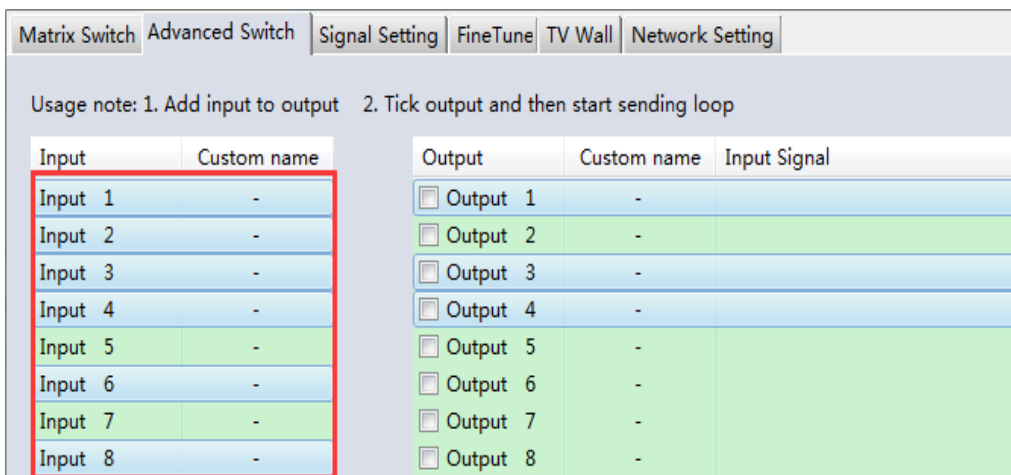 Matrix Switch Advanced Switch Signal Setting FineTune TV Wall Network Setting
Usage note: 1. Add input to output 2. Tick output and then start sending loop
Input Custom name Output Custom name Input Signal
Input 1 - Output 1 -
Input 2 - Output 2 -
Input 3 - Output 3 -
Input 4 - Output 4 -
Input 5 - Output 5 -
Input 6 - Output 6 -
Input 7 - Output 7 -
Input 8 - Output 8 -